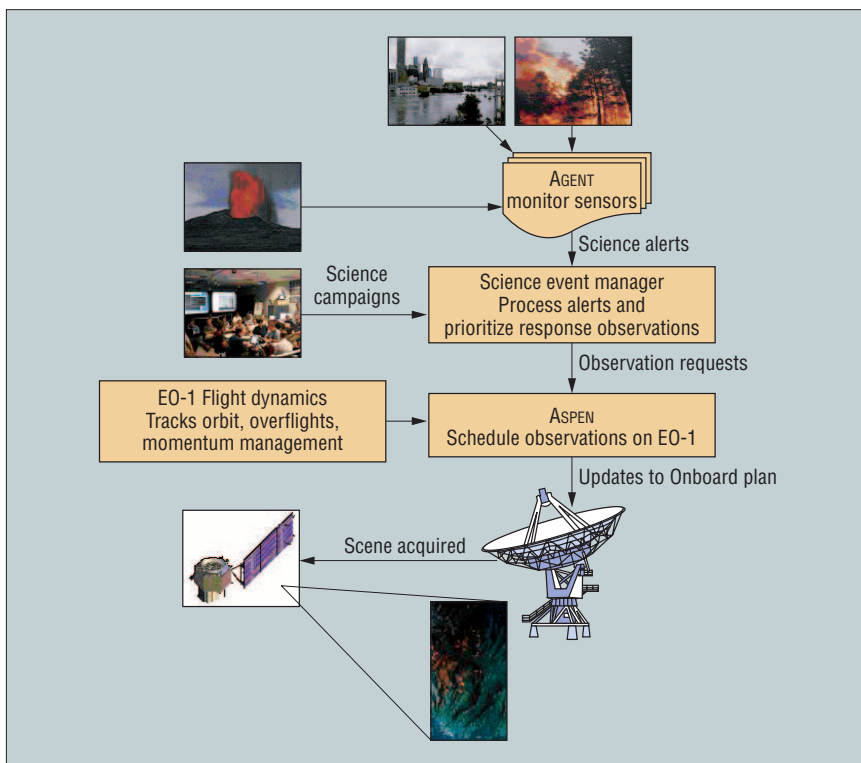 AGENT
monitor sensors
Science alerts
Science
campaigns
Science event manager
Process alerts and
prioritize response observations
Observation requests
EO-1 Flight dynamics
Tracks orbit, overflights,
momentum management
ASPEN
Schedule observations on EO-1
Updates to Onboard plan
Scene acquired